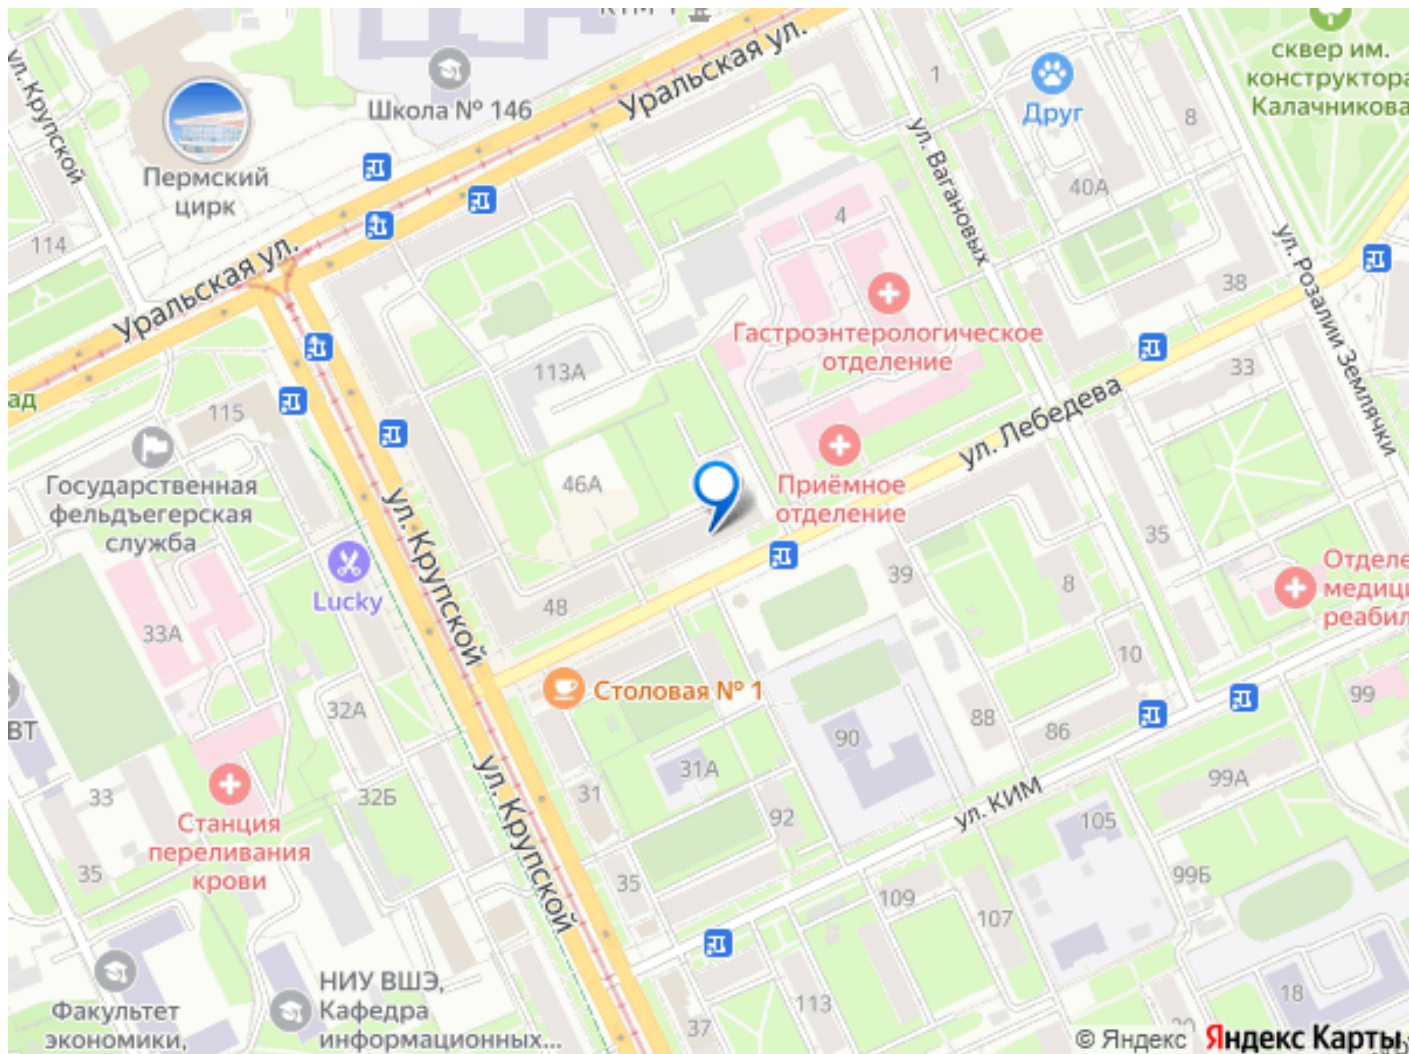 ул. Крупской
Школа № 146
Уральская ул.
1
Друг
сквер им.
конструктора
Калачникова
8
Пермский
цирк
ул. Вагановых
40А
4
114
Уральская ул.
ул. Розалии Землячки
38
Гастроэнтерологическое
отделение
113А
33
ад
115
ул. Лебедева
Государственная
фельдъегерская
служба
46А
Приёмное
отделение
ул. Крупской
35
Lucky
48
39
8
33А
10
Столовая № 1
32А
88
86
99
ВТ
90
31А
99А
33
32Б
31
ул. КИМ
92
105
ул. Крупской
Станция
переливания
крови
35
35
109
99Б
107
НИУ ВШЭ,
Кафедра
информационных...
Факультет
экономики,
113
37
18
© Яндекс
Яндекс Карты